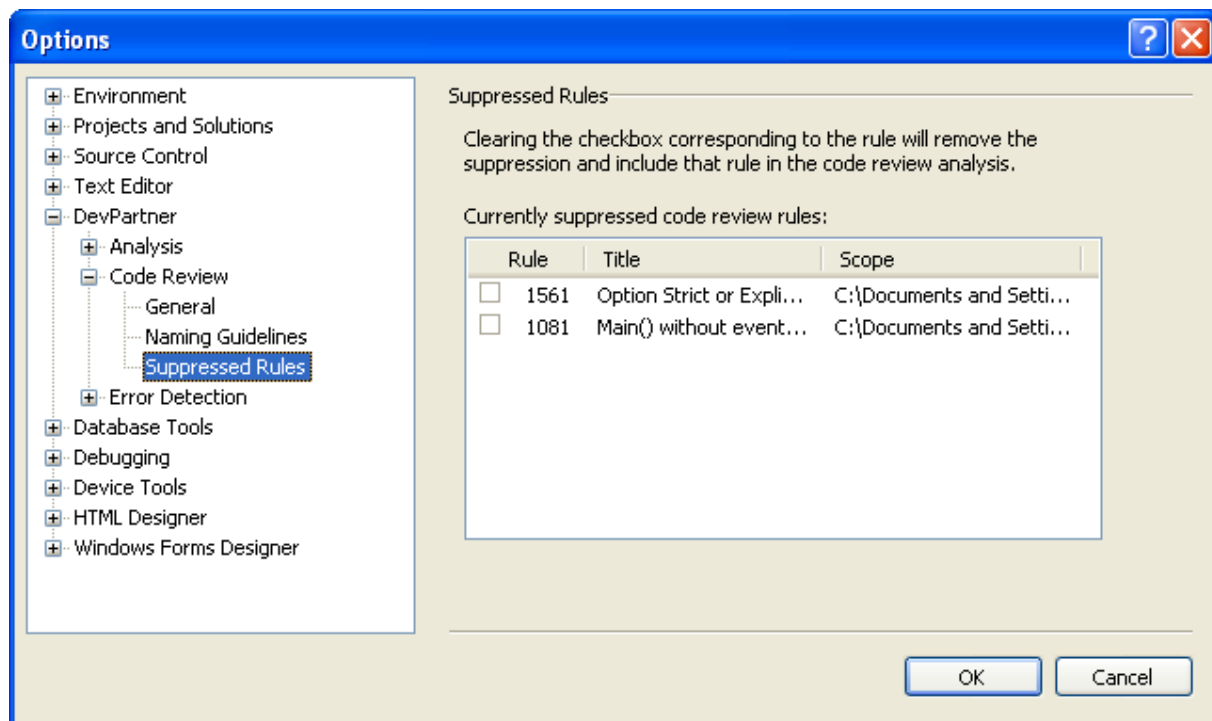 Options
Environment
Projects and Solutions
Source Control
Text Editor
DevPartner
Analysis
Code Review
General
Naming Guidelines
Suppressed Rules
Error Detection
Database Tools
Debugging
Device Tools
HTML Designer
Windows Forms Designer
Suppressed Rules
Clearing the checkbox corresponding to the rule will remove the
suppression and include that rule in the code review analysis.
Currently suppressed code review rules:
Rule Title Scope
1561 Option Strict or Expli... C:\Documents and Setti...
1081 Main() without event... C:\Documents and Setti...
OK Cancel